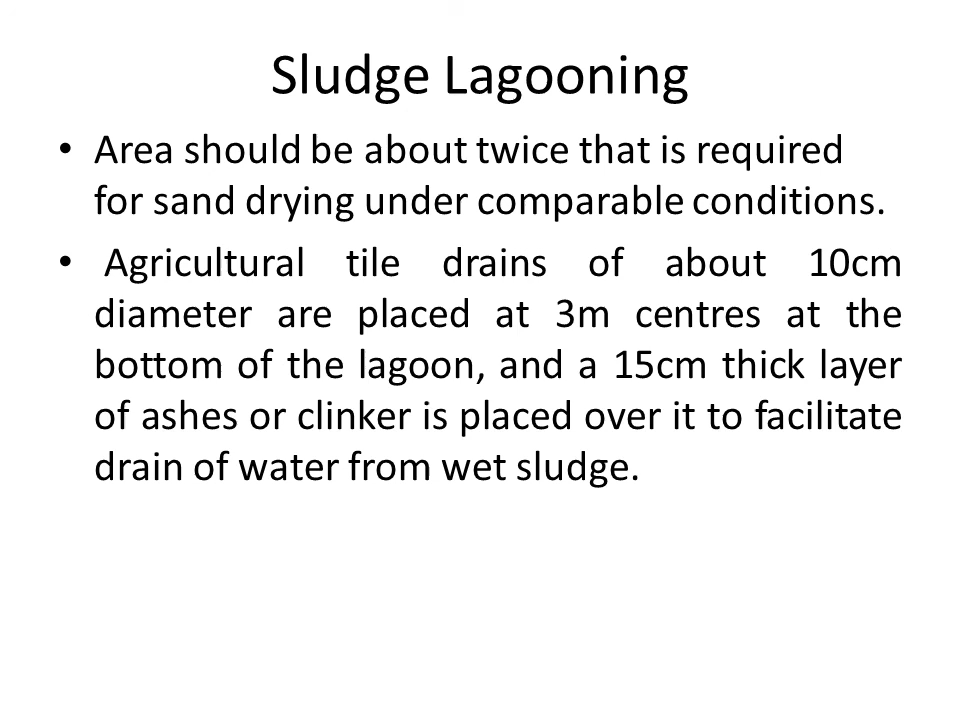 Sludge Lagooning
• Area should be about twice that is required
for sand drying under comparable conditions.
• Agricultural tile drains of about 10cm
diameter are placed at 3m centres at the
bottom of the lagoon, and a 15cm thick layer
of ashes or clinker is placed over it to facilitate
drain of water from wet sludge.